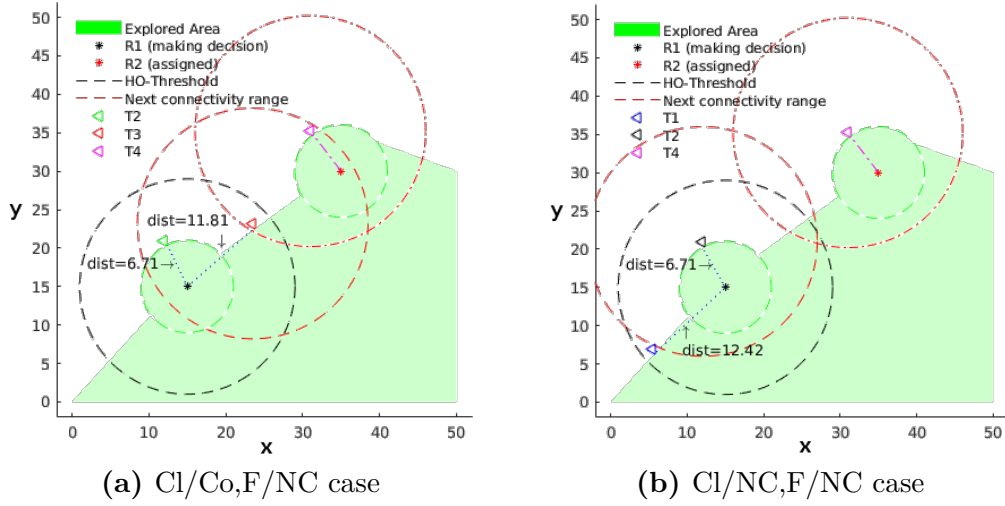 50
45
40
35
30
25
20
15
10
5
0
y
Explored Area
R1 (making decision)
R2 (assigned)
HO-Threshold
Next connectivity range
T2
T3
T4
dist=11.81
dist=6.71
0 10 20 30 40 50
x
(a) Cl/Co,F/NC case
50
45
40
35
30
25
20
15
10
5
0
y
Explored Area
R1 (making decision)
R2 (assigned)
HO-Threshold
Next connectivity range
T1
T2
T4
dist=6.71
dist=12.42
0 10 20 30 40 50
x
(b) Cl/NC,F/NC case